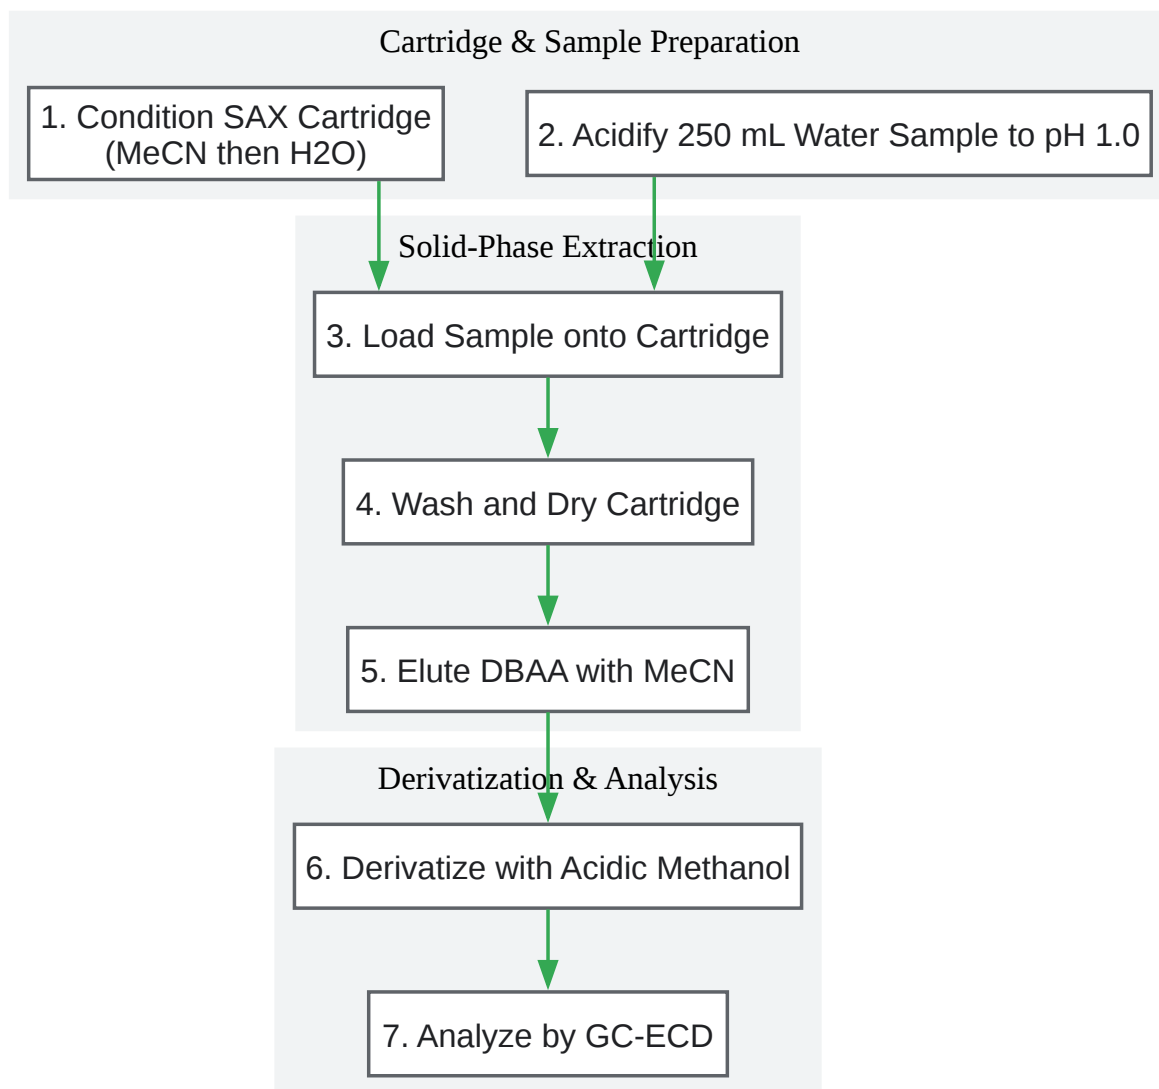 Cartridge & Sample Preparation
1. Condition SAX Cartridge
(MeCN then H2O)
2. Acidify 250 mL Water Sample to pH 1.0
Solid-Phase Extraction
3. Load Sample onto Cartridge
4. Wash and Dry Cartridge
5. Elute DBAA with MeCN
Derivatization & Analysis
6. Derivatize with Acidic Methanol
7. Analyze by GC-ECD